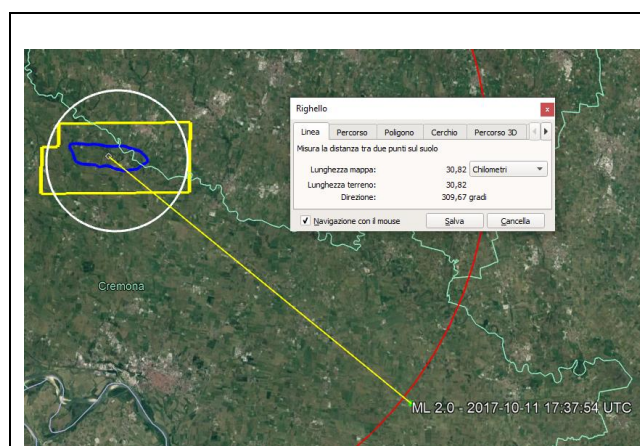 Righello
Linea Percorso Poligono Cerchio Percorso 3D
Misura la distanza tra due punti sul suolo
Lunghezza mappa: 30,82 Chilometri
Lunghezza terreno: 30,82
Direzione: 309,67 gradi
Navigazione con il mouse Salva Cancella
Cremona
ML 2,0 - 2017-10-11 17:37:54 UTC